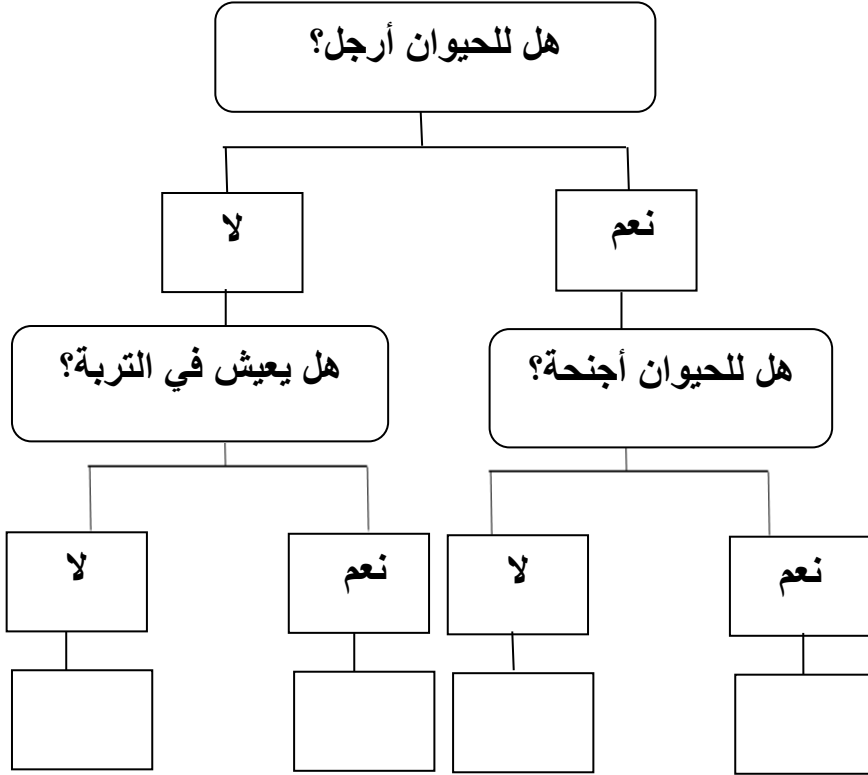 هل للحيوان أرجل؟
نعم
لا
هل للحيوان أجنحة؟
هل يعيش في التربة؟
نعم
لا
نعم
لا